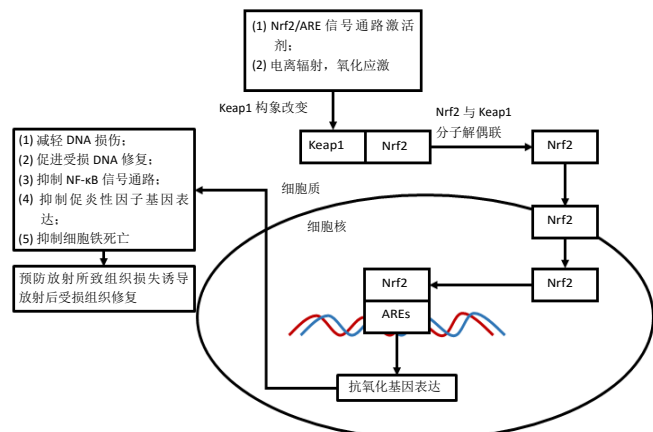 (1) Nrf2/ARE 信号通路激活
剂；
(2) 电离辐射，氧化应激
Keap1 构象改变
Keap1
Nrf2
Nrf2 与 Keap1
分子解偶联
Nrf2
(1) 减轻 DNA 损伤；
(2) 促进受损 DNA 修复；
(3) 抑制 NF-κB 信号通路；
(4) 抑制促炎性因子基因表
达；
(5) 抑制细胞铁死亡
细胞质
细胞核
Nrf2
预防放射所致组织损失诱导
放射后受损组织修复
Nrf2
Nrf2
AREs
抗氧化基因表达